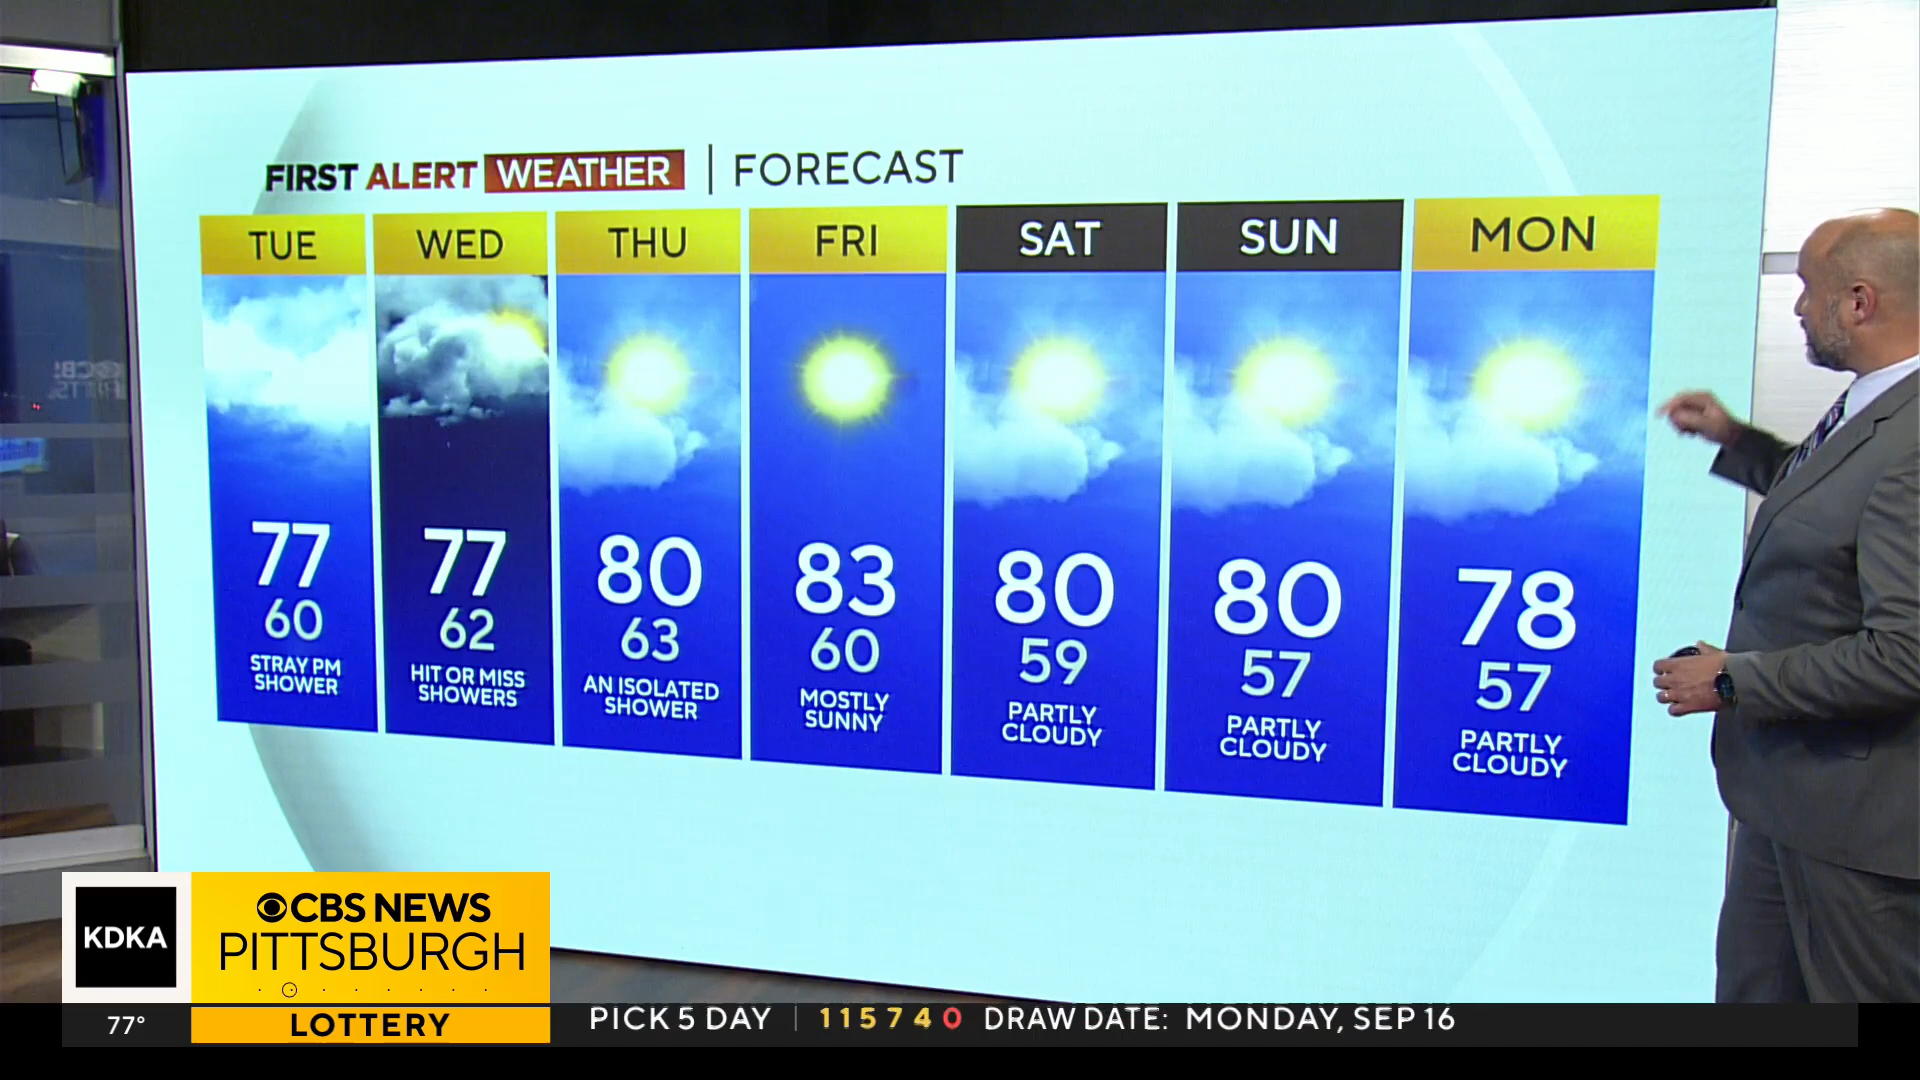 FIRST ALERT WEATHER | FORECAST
TUE
77
60
STRAY PM
SHOWER
WED
77
62
HIT OR MISS
SHOWERS
THU
80
63
AN ISOLATED
SHOWER
FRI
83
60
MOSTLY
SUNNY
SAT
80
59
PARTLY
CLOUDY
SUN
80
57
PARTLY
CLOUDY
MON
78
57
PARTLY
CLOUDY
KDKA
CBS NEWS
PITTSBURGH
77°
LOTTERY
PICK 5 DAY | 1 1 5 7 4 0 DRAW DATE: MONDAY, SEP 16